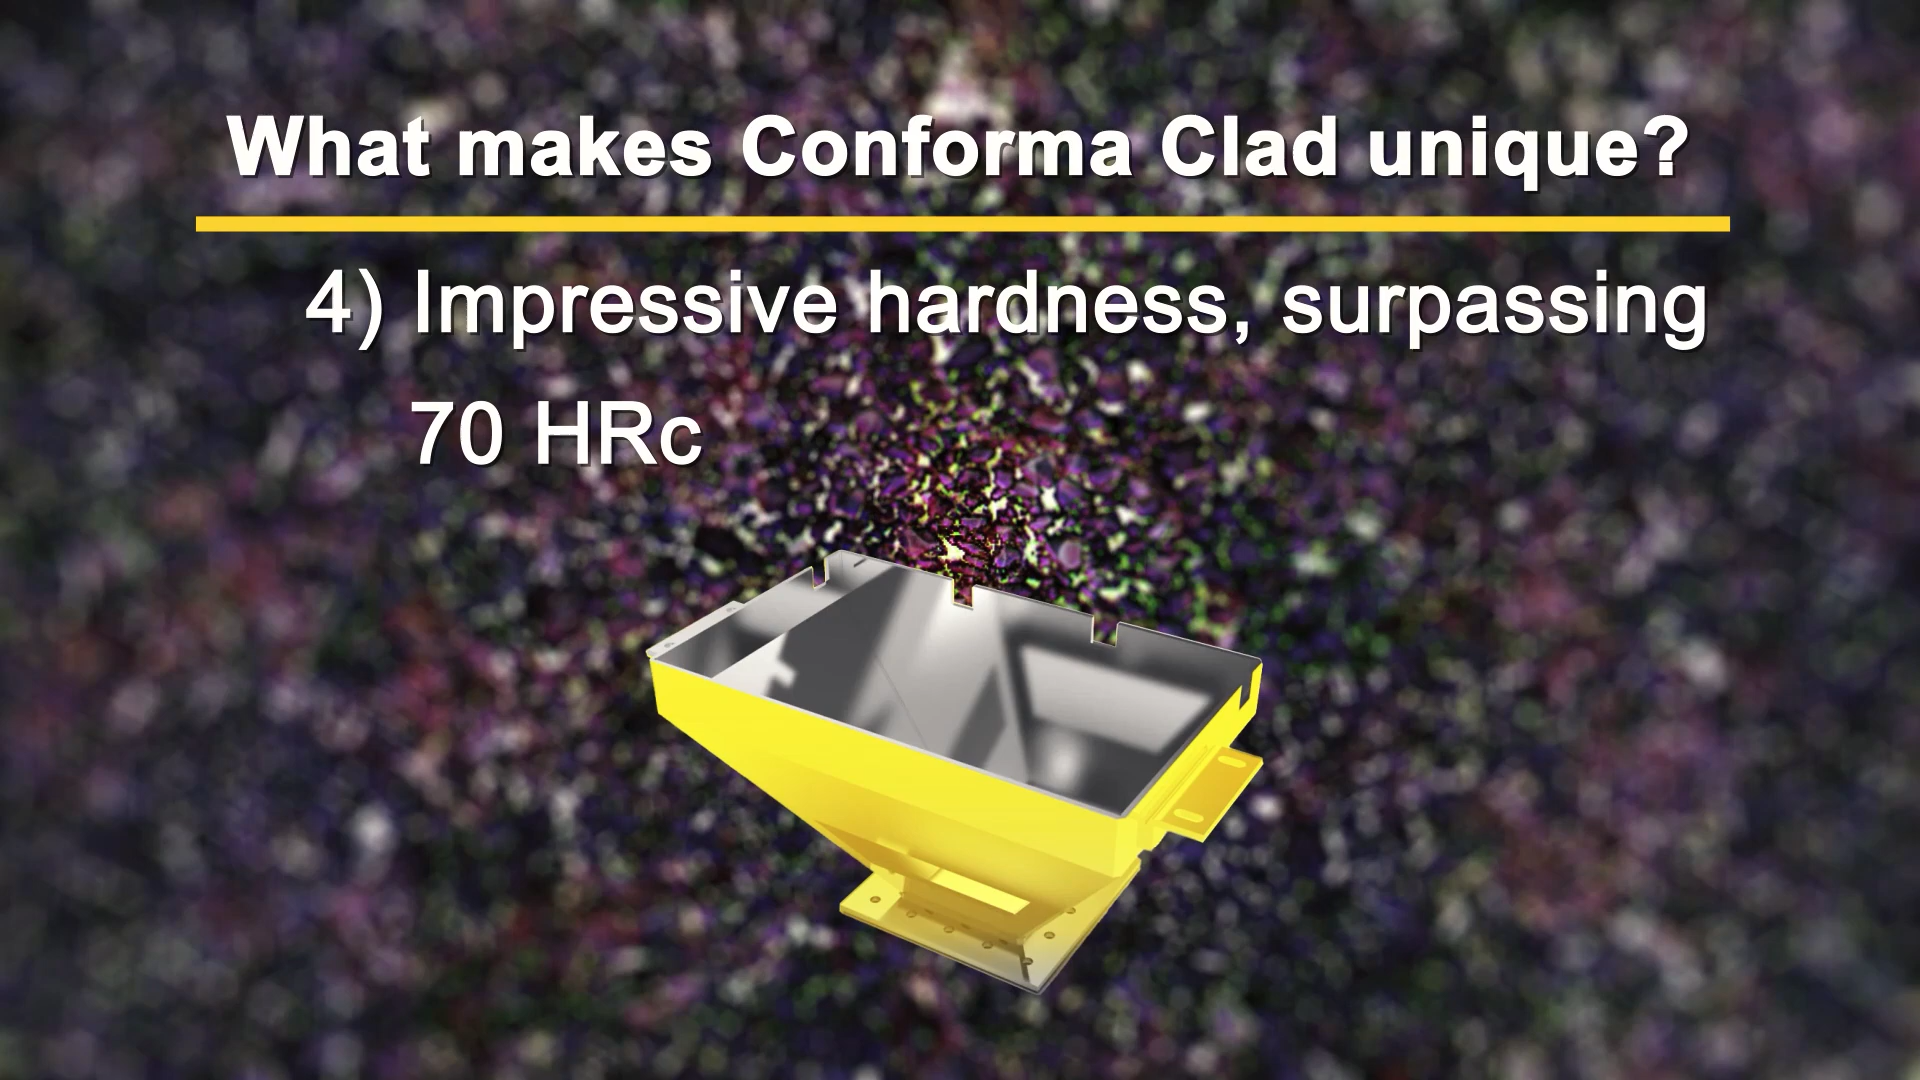 What makes Conforma Clad unique?
4) Impressive hardness, surpassing
70 HRc